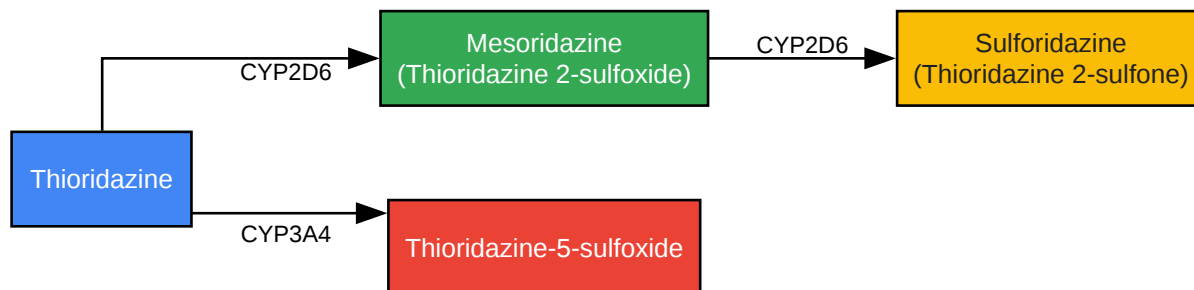 Mesoridazine
(Thioridazine 2-sulfoxide)
CYP2D6
CYP2D6
Sulforidazine
(Thioridazine 2-sulfone)
Thioridazine
CYP3A4
Thioridazine-5-sulfoxide